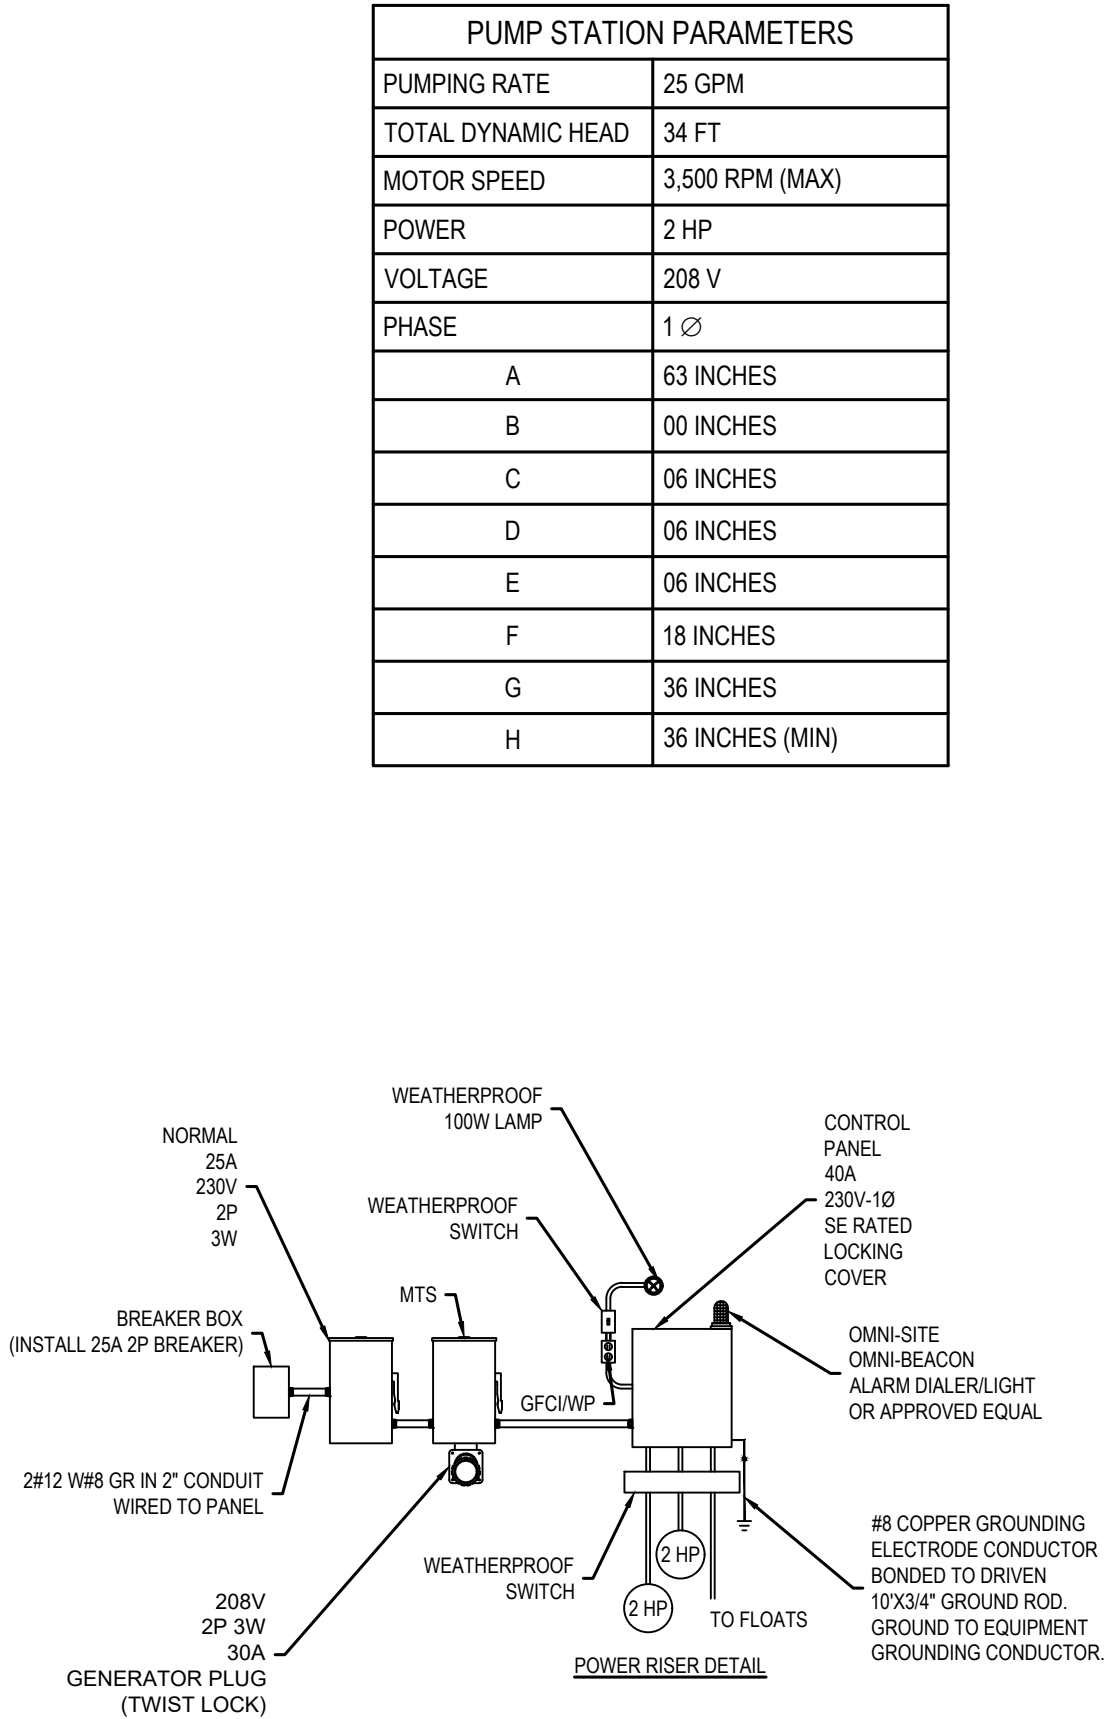 PUMP STATION PARAMETERS
PUMPING RATE 25 GPM
TOTAL DYNAMIC HEAD 34 FT
MOTOR SPEED 3,500 RPM (MAX)
POWER 2 HP
VOLTAGE 208 V
PHASE 1 ∅
A 63 INCHES
B 00 INCHES
C 06 INCHES
D 06 INCHES
E 06 INCHES
F 18 INCHES
G 36 INCHES
H 36 INCHES (MIN)
WEATHERPROOF
100W LAMP
NORMAL
25A
230V
2P
3W
WEATHERPROOF
SWITCH
CONTROL
PANEL
40A
230V-1Ø
SE RATED
LOCKING
COVER
MTS
BREAKER BOX
(INSTALL 25A 2P BREAKER)
OMNI-SITE
OMNI-BEACON
ALARM DIALER/LIGHT
OR APPROVED EQUAL
GFCI/WP
2#12 W#8 GR IN 2" CONDUIT
WIRED TO PANEL
#8 COPPER GROUNDING
ELECTRODE CONDUCTOR
BONDED TO DRIVEN
10'X3/4" GROUND ROD.
GROUND TO EQUIPMENT
GROUNDING CONDUCTOR.
WEATHERPROOF
SWITCH
2 HP
2 HP
TO FLOATS
208V
2P 3W
30A
GENERATOR PLUG
(TWIST LOCK)
POWER RISER DETAIL